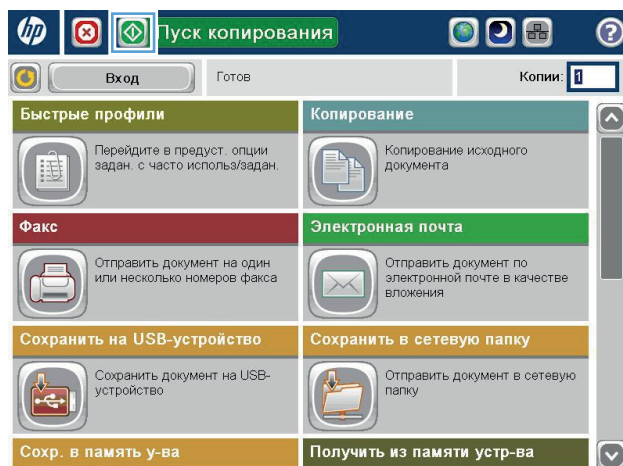 hp
Пуск копирования
?
Вход
Готов
Копии: 1
Быстрые профили
Перейдите в предуст. опции
задан. с часто использ/задан.
Копирование
Копирование исходного
документа
Факс
Отправить документ на один
или несколько номеров факса
Электронная почта
Отправить документ по
электронной почте в качестве
вложения
Сохранить на USB-устройство
Сохранить документ на USB-
устройство
Сохранить в сетевую папку
Отправить документ в сетевую
папку
Сохр. в память у-ва
Получить из памяти устр-ва